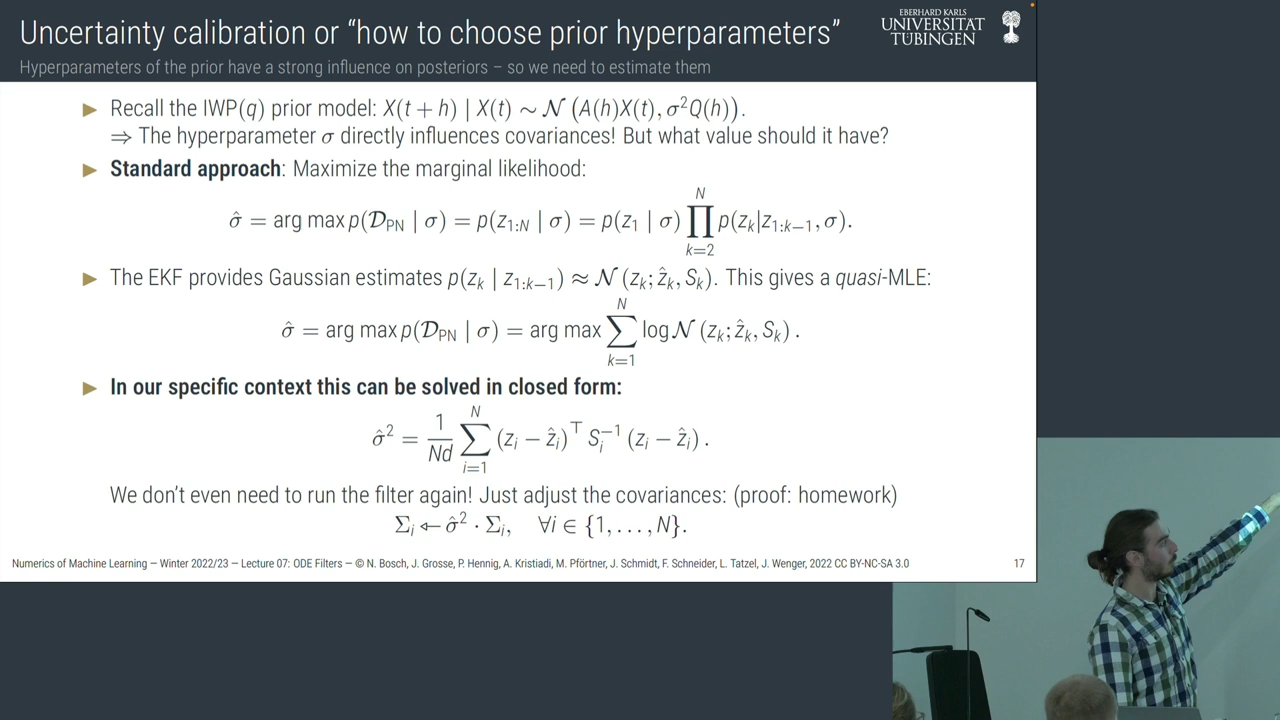 Uncertainty calibration or “how to choose prior hyperparameters”
Hyperparameters of the prior have a strong influence on posteriors – so we need to estimate them
EBERHARD KARLS
UNIVERSITÄT
TÜBINGEN
▶ Recall the IWP(q) prior model: X(t + h) | X(t) ∼ 𝒩 (A(h)X(t), σ²Q(h)).
⇒ The hyperparameter σ directly influences covariances! But what value should it have?
▶ Standard approach: Maximize the marginal likelihood:
σ̂ = arg max p(𝒟_PN | σ) = p(z_{1:N} | σ) = p(z_1 | σ) ∏_{k=2}^{N} p(z_k|z_{1:k−1}, σ).
▶ The EKF provides Gaussian estimates p(z_k | z_{1:k−1}) ≈ 𝒩 (z_k; ẑ_k, S_k). This gives a quasi-MLE:
σ̂ = arg max p(𝒟_PN | σ) = arg max ∑_{k=1}^{N} log 𝒩 (z_k; ẑ_k, S_k) .
▶ In our specific context this can be solved in closed form:
σ̂² = 1/Nd ∑_{i=1}^{N} (z_i − ẑ_i)^⊤ S_i^{−1} (z_i − ẑ_i) .
We don’t even need to run the filter again! Just adjust the covariances: (proof: homework)
Σ_i ← σ̂² · Σ_i, ∀i ∈ {1, . . . , N}.
Numerics of Machine Learning — Winter 2022/23 — Lecture 07: ODE Filters — © N. Bosch, J. Grosse, P. Hennig, A. Kristiadi, M. Pförtner, J. Schmidt, F. Schneider, L. Tatzel, J. Wenger, 2022 CC BY-NC-SA 3.0
17